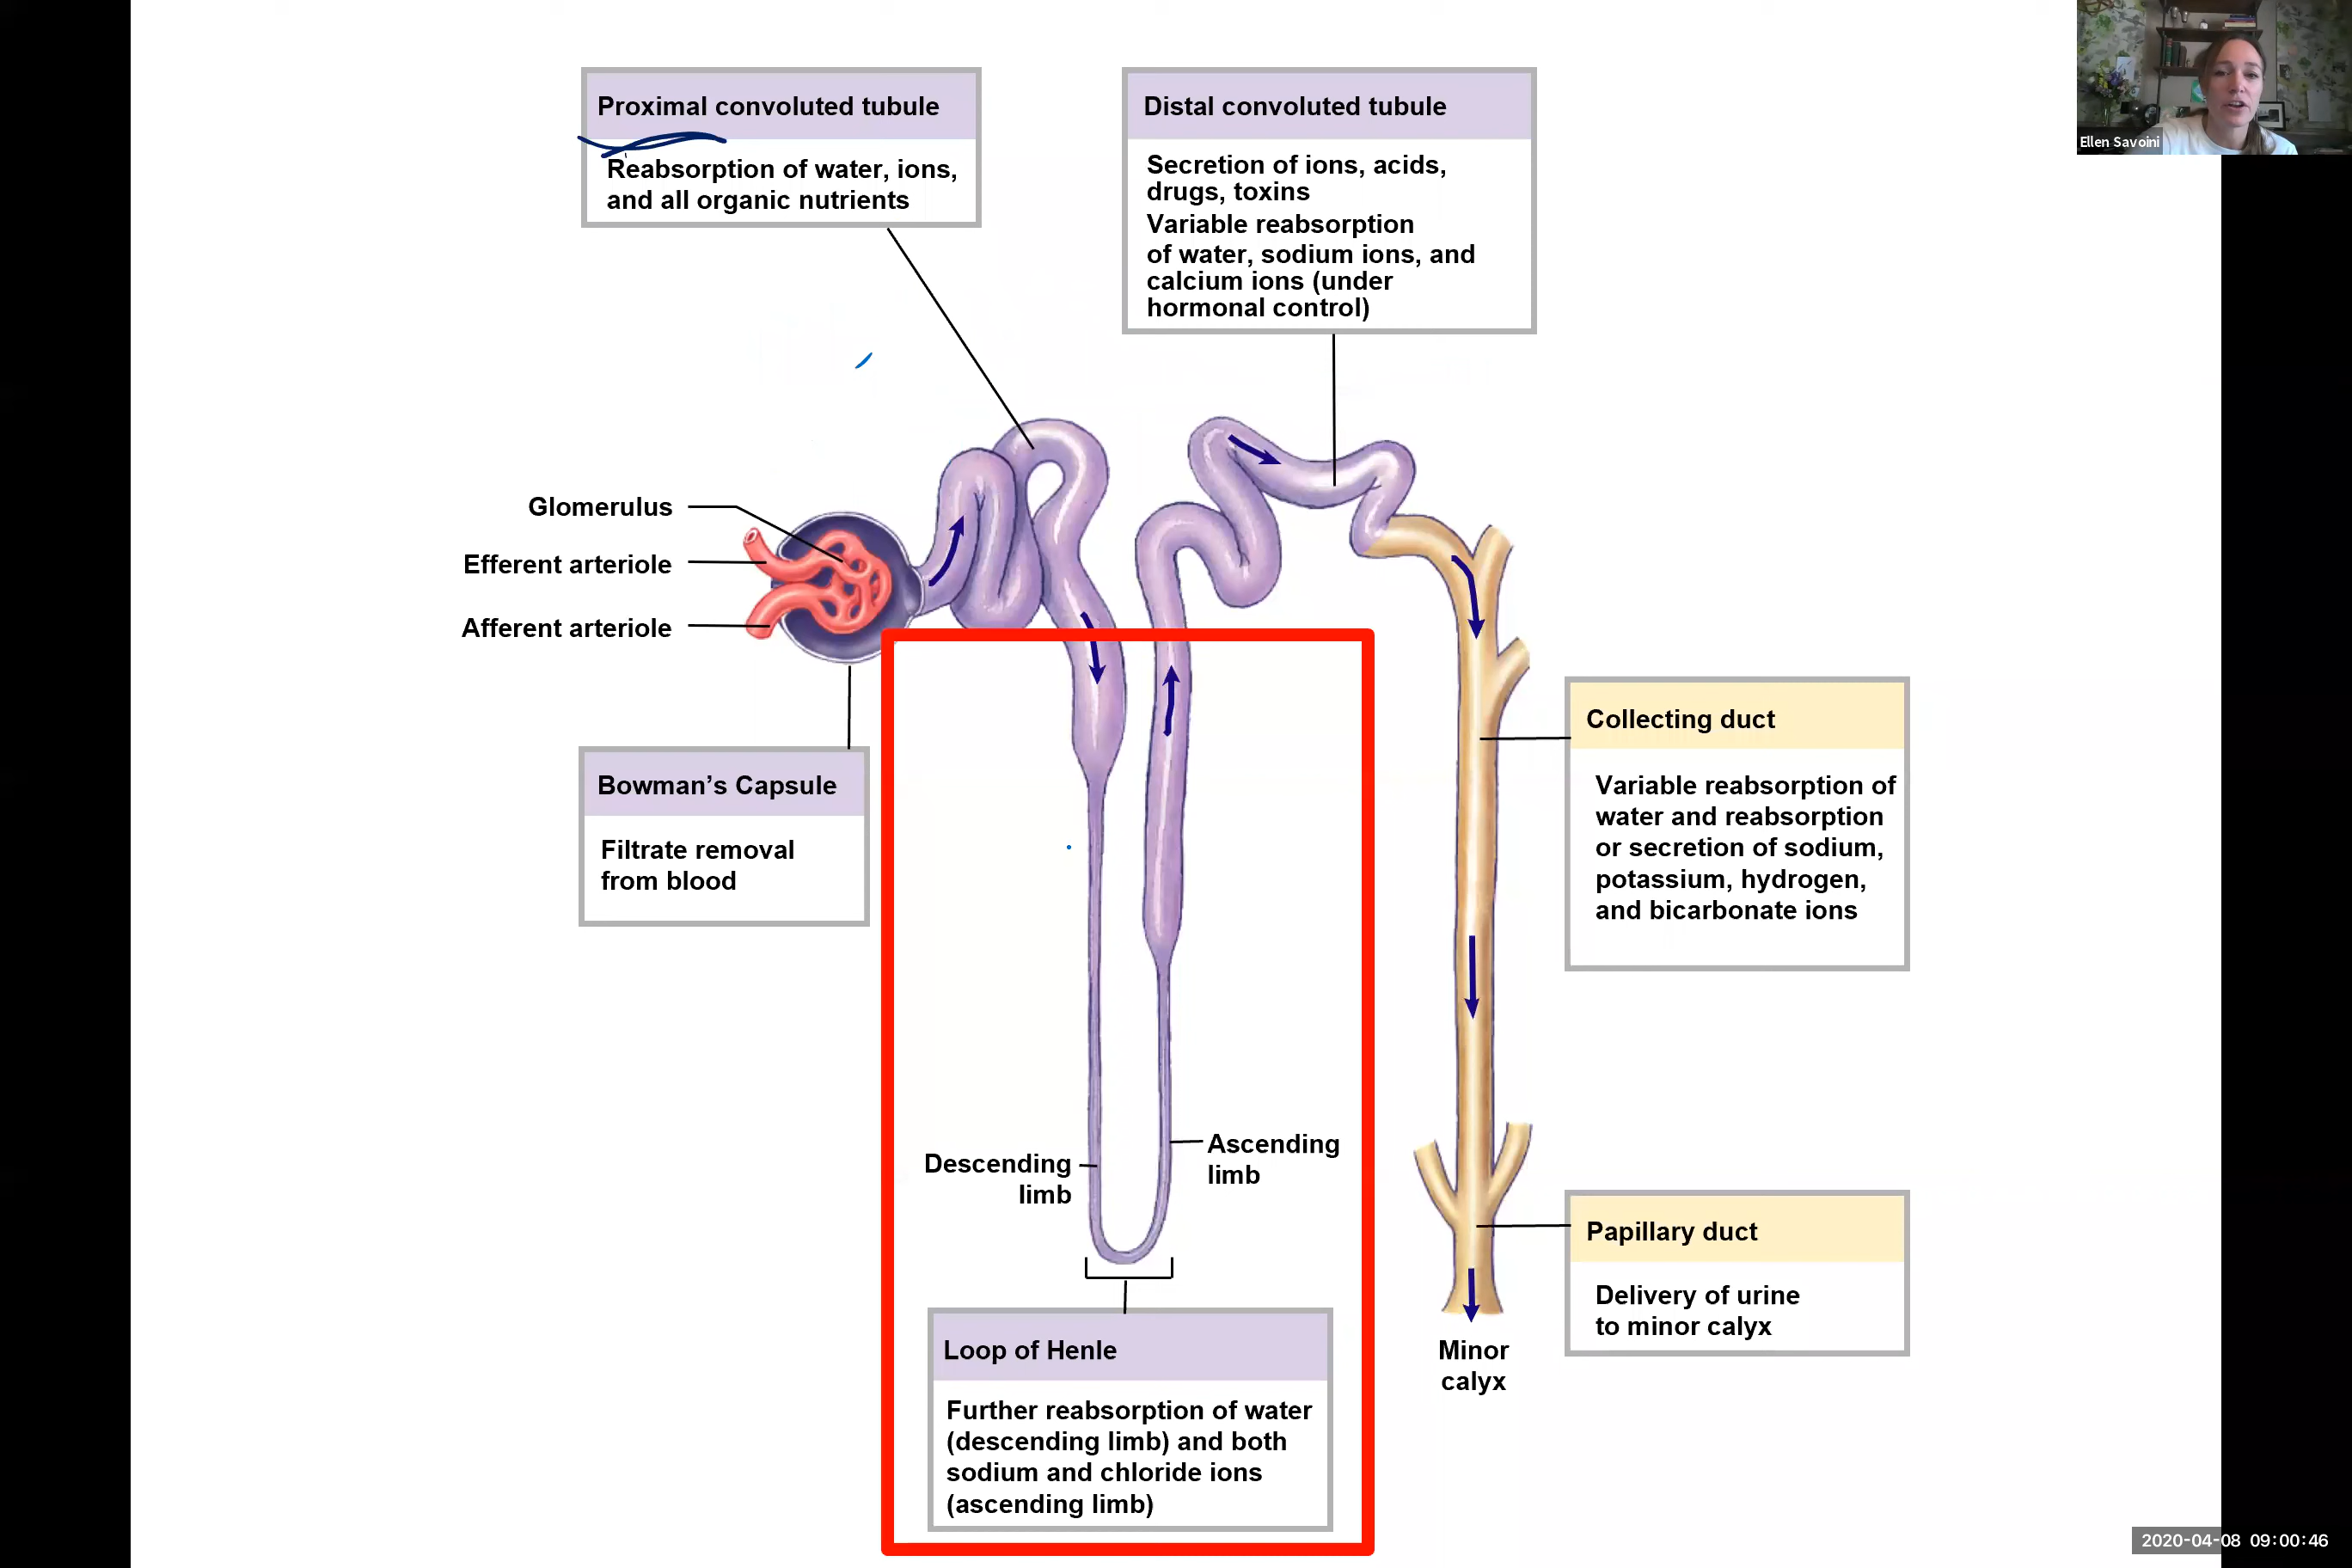 Proximal convoluted tubule
Reabsorption of water, ions,
and all organic nutrients
Distal convoluted tubule
Secretion of ions, acids,
drugs, toxins
Variable reabsorption
of water, sodium ions, and
calcium ions (under
hormonal control)
Ellen Savoini
Glomerulus
Efferent arteriole
Afferent arteriole
Bowman’s Capsule
Filtrate removal
from blood
Collecting duct
Variable reabsorption of
water and reabsorption
or secretion of sodium,
potassium, hydrogen,
and bicarbonate ions
Descending
limb
Ascending
limb
Loop of Henle
Further reabsorption of water
(descending limb) and both
sodium and chloride ions
(ascending limb)
Papillary duct
Delivery of urine
to minor calyx
Minor
calyx
2020-04-08 09:00:46